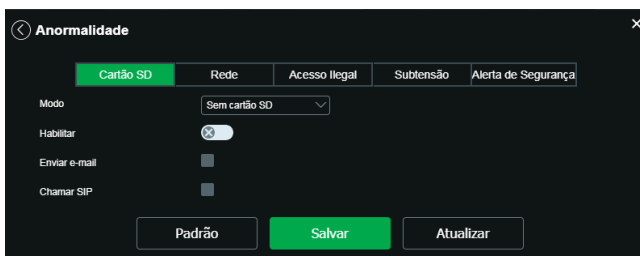 Anormalidade
Cartão SD Rede Acesso Ilegal Subtensão Alerta de Segurança
Modo Sem cartão SD
Habilitar
Enviar e-mail
Chamar SIP
Padrão Salvar Atualizar